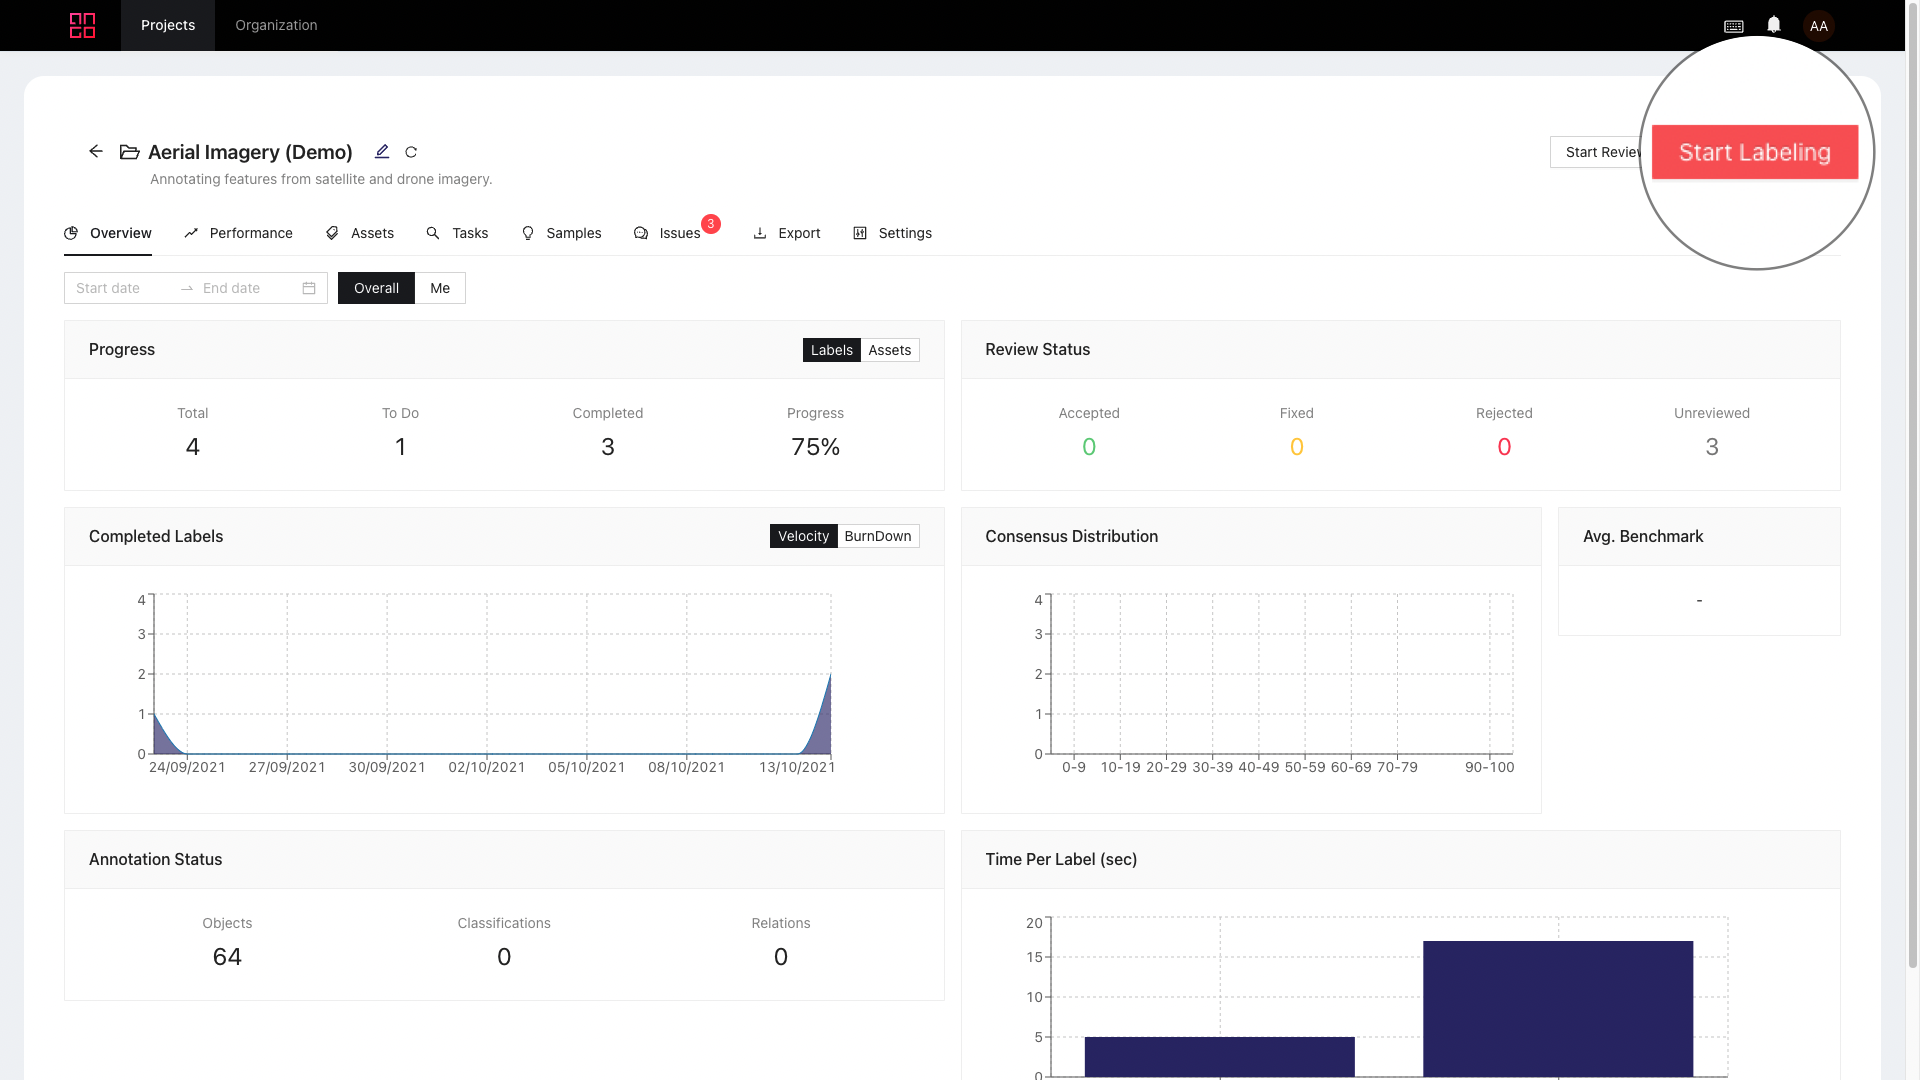 Projects
Organization
AA
Aerial Imagery (Demo)
Annotating features from satellite and drone imagery.
Start Review
Start Labeling
Overview
Performance
Assets
Tasks
Samples
Issues
3
Export
Settings
Start date
End date
Overall
Me
Progress
Labels
Assets
Total
To Do
Completed
Progress
4
1
3
75%
Review Status
Accepted
Fixed
Rejected
Unreviewed
0
0
0
3
Completed Labels
Velocity
BurnDown
4
3
2
1
0
24/09/2021
27/09/2021
30/09/2021
02/10/2021
05/10/2021
08/10/2021
13/10/2021
Consensus Distribution
4
3
2
1
0
0-9
10-19
20-29
30-39
40-49
50-59
60-69
70-79
90-100
Avg. Benchmark
-
Annotation Status
Objects
Classifications
Relations
64
0
0
Time Per Label (sec)
20
15
10
5
0